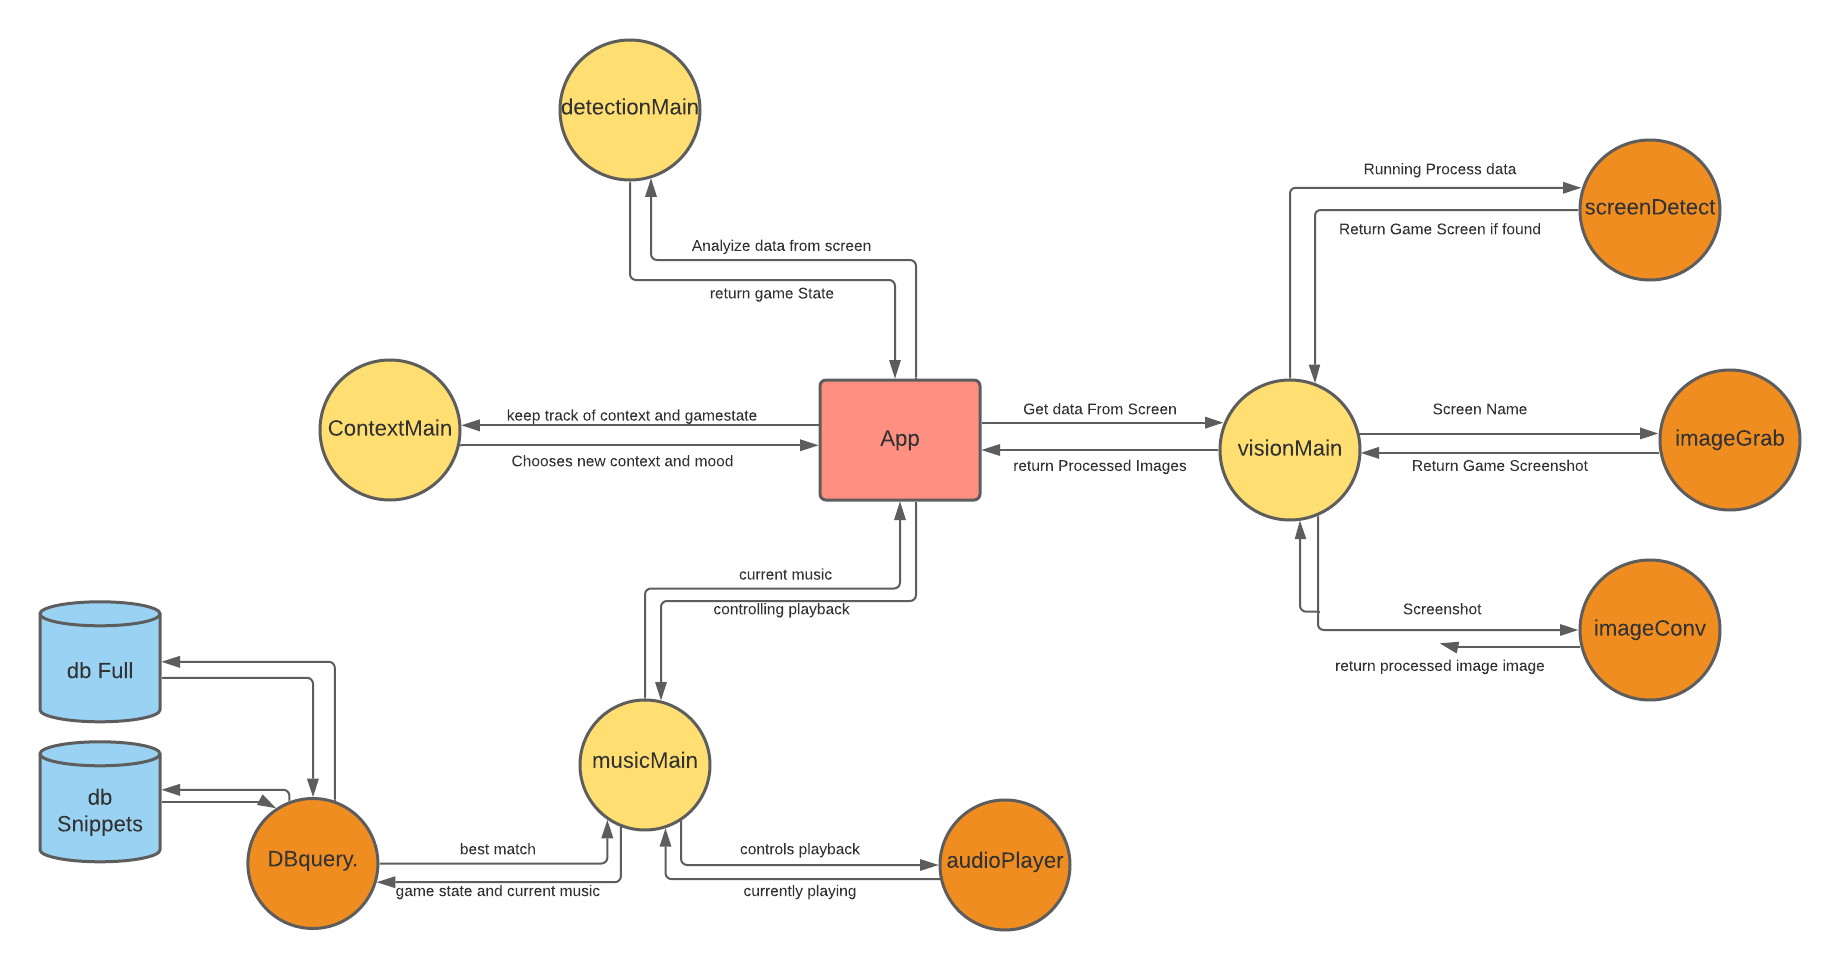 detectionMain
Running Process data
screenDetect
Return Game Screen if found
Analyize data from screen
return game State
keep track of context and gamestate
ContextMain
Chooses new context and mood
App
Get data From Screen
return Processed Images
visionMain
Screen Name
imageGrab
Return Game Screenshot
current music
controlling playback
Screenshot
imageConv
return processed image image
db Full
db
Snippets
musicMain
DBquery.
best match
game state and current music
controls playback
currently playing
audioPlayer